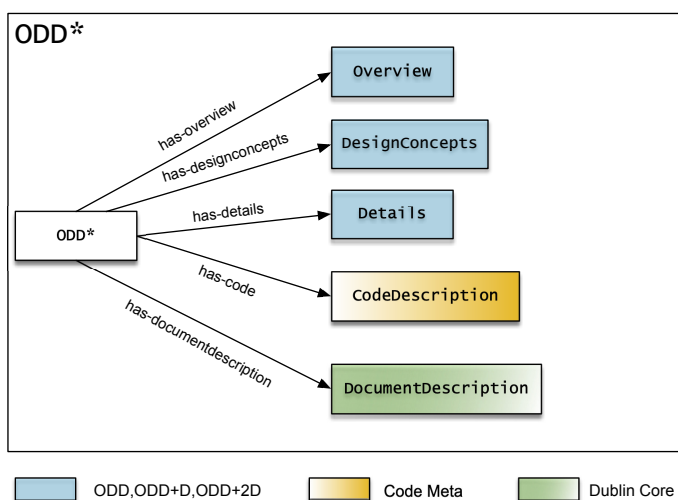 ODD*
Overview
has-overview
DesignConcepts
has-designconcepts
Details
has-details
ODD*
has-code
CodeDescription
has-documentdescription
DocumentDescription
ODD,ODD+D,ODD+2D
Code Meta
Dublin Core